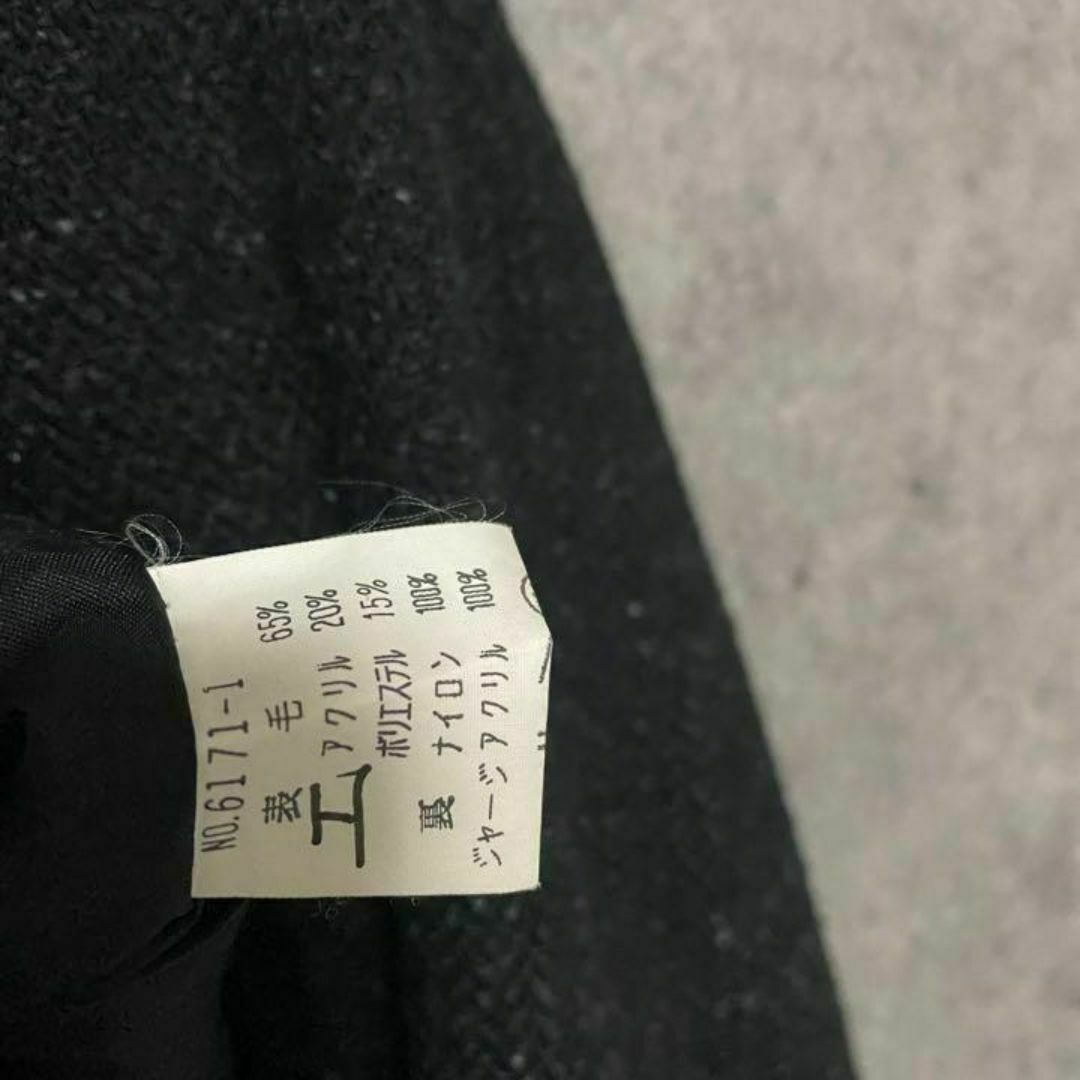 NO.6171-1
表 毛 65%
アクリル 20%
ポリエステル 15%
裏 ナイロン 100%
ジャージ アクリル 100%
エ